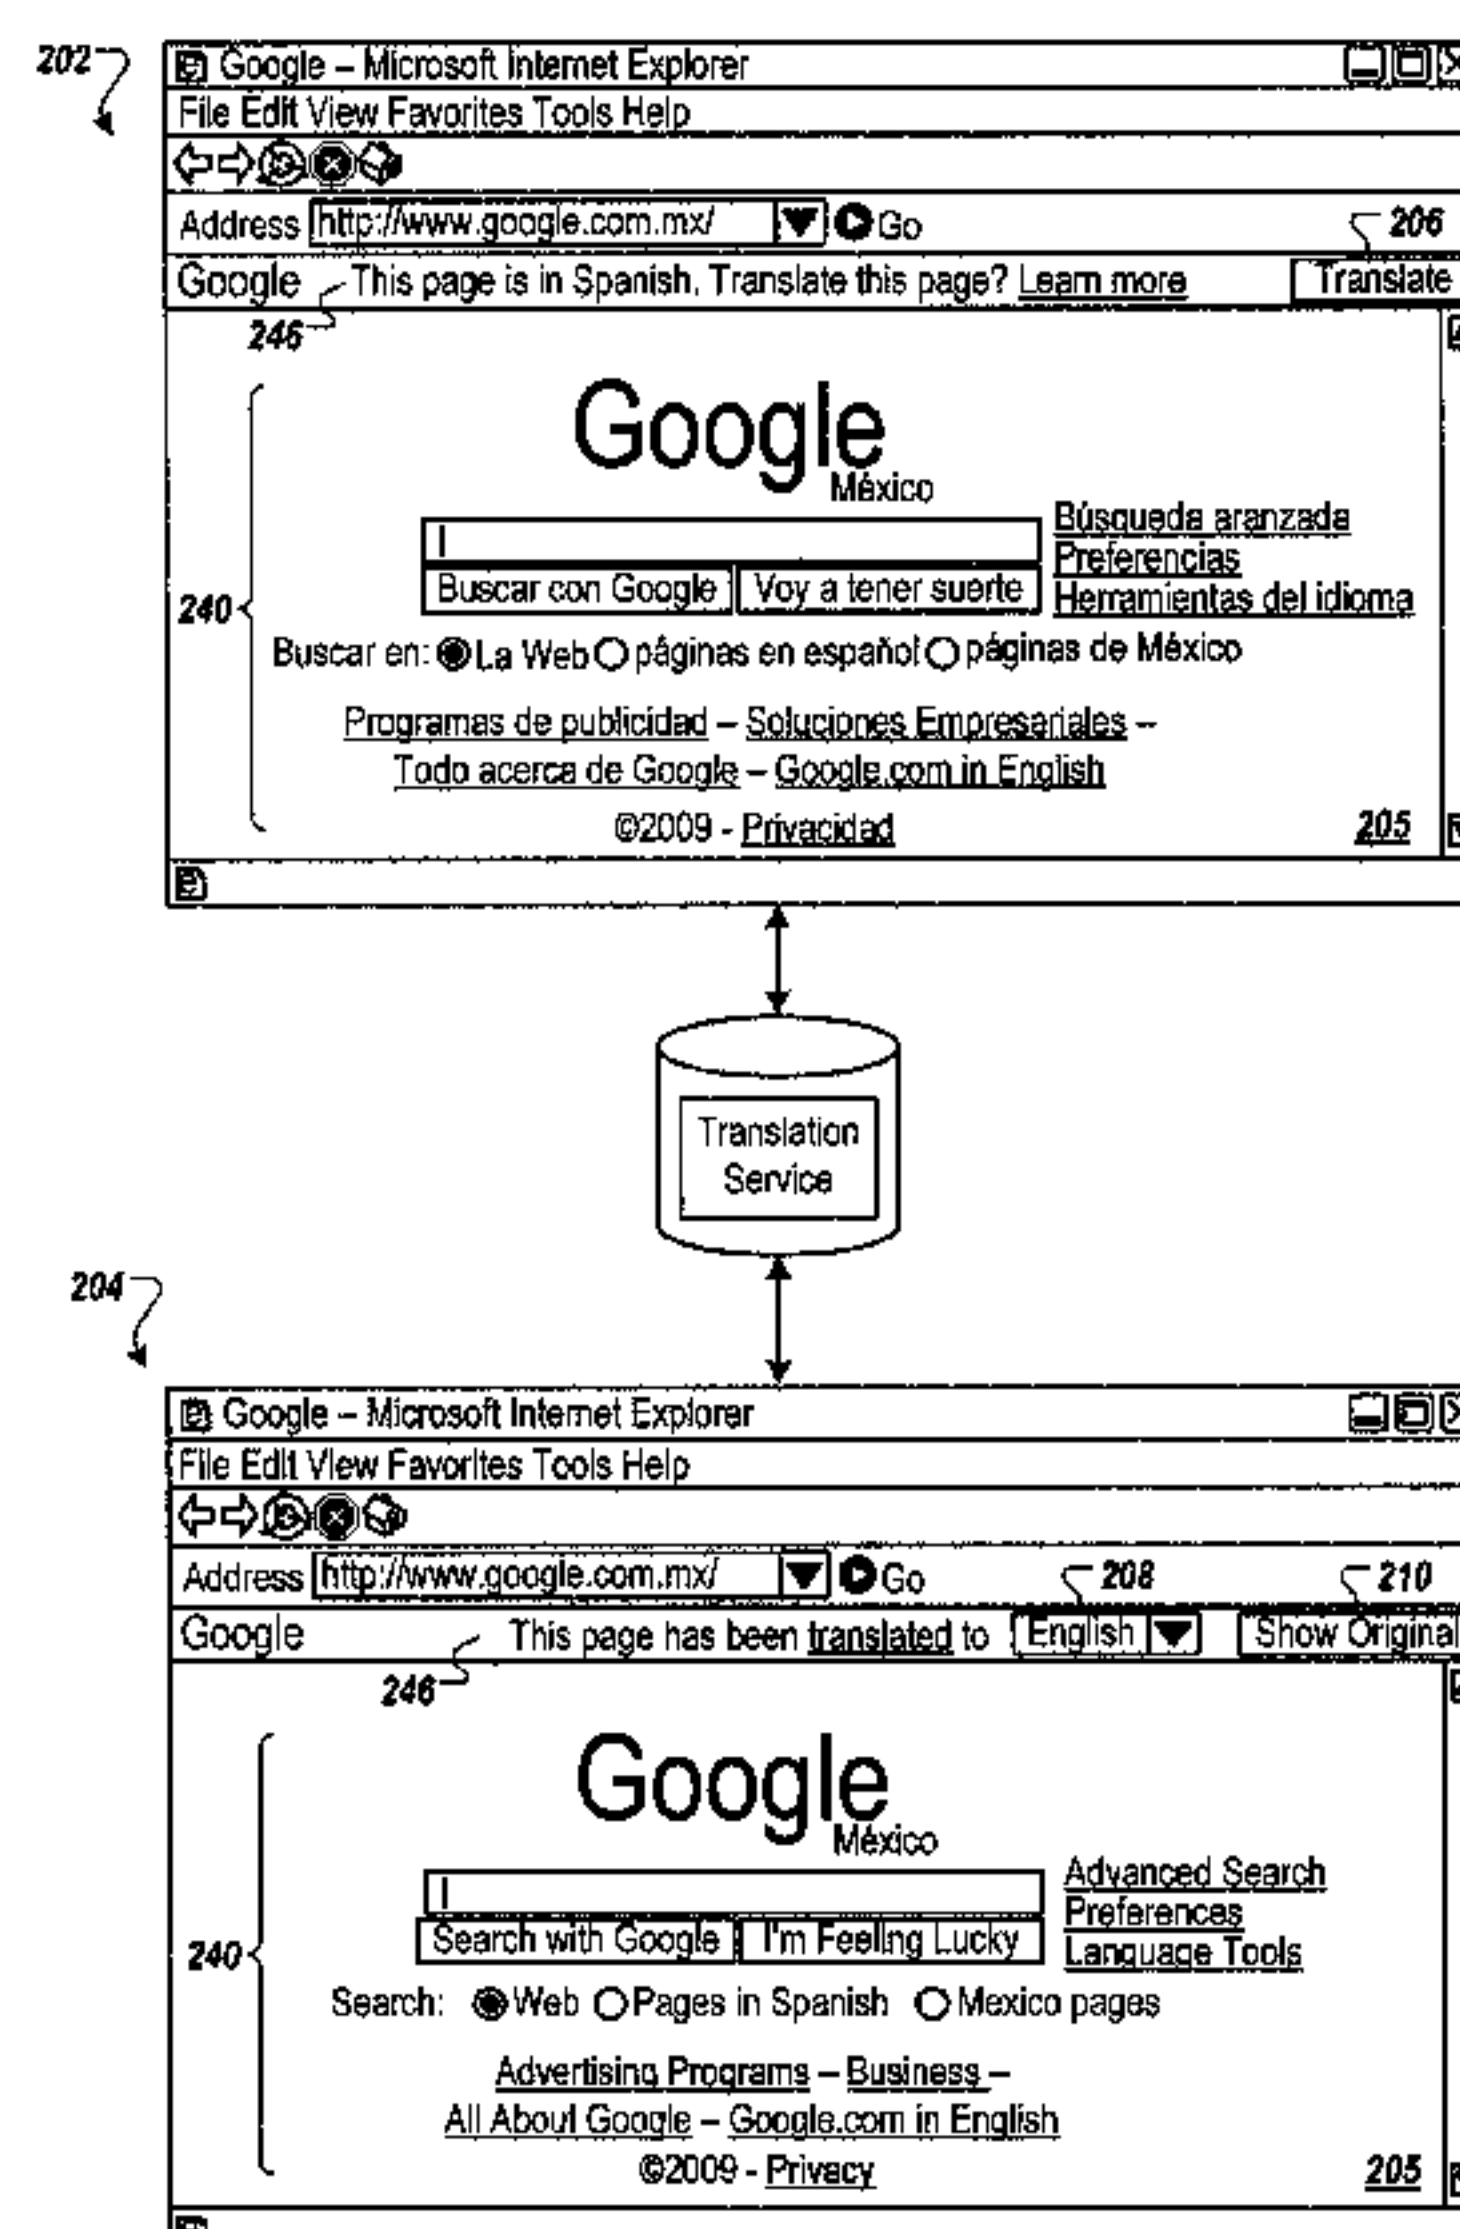 202
Google – Microsoft Internet Explorer
File Edit View Favorites Tools Help
Address http://www.google.com.mx/ Go 206
Google This page is in Spanish. Translate this page? Learn more Translate
246
Google
México
Búsqueda aranzada
Preferencias
Buscar con Google Voy a tener suerte Herramientas del idioma
240
Buscar en: La Web páginas en español páginas de México
Programas de publicidad – Soluciones Empresariales –
Todo acerca de Google – Google.com in English
©2009 - Privacidad 205
Translation
Service
204
Google – Microsoft Internet Explorer
File Edit View Favorites Tools Help
Address http://www.google.com.mx/ Go 208 210
Google This page has been translated to English Show Original
246
Google
México
Advanced Search
Preferences
Search with Google I'm Feeling Lucky Language Tools
240
Search: Web Pages in Spanish Mexico pages
Advertising Programs – Business –
All About Google – Google.com in English
©2009 - Privacy 205